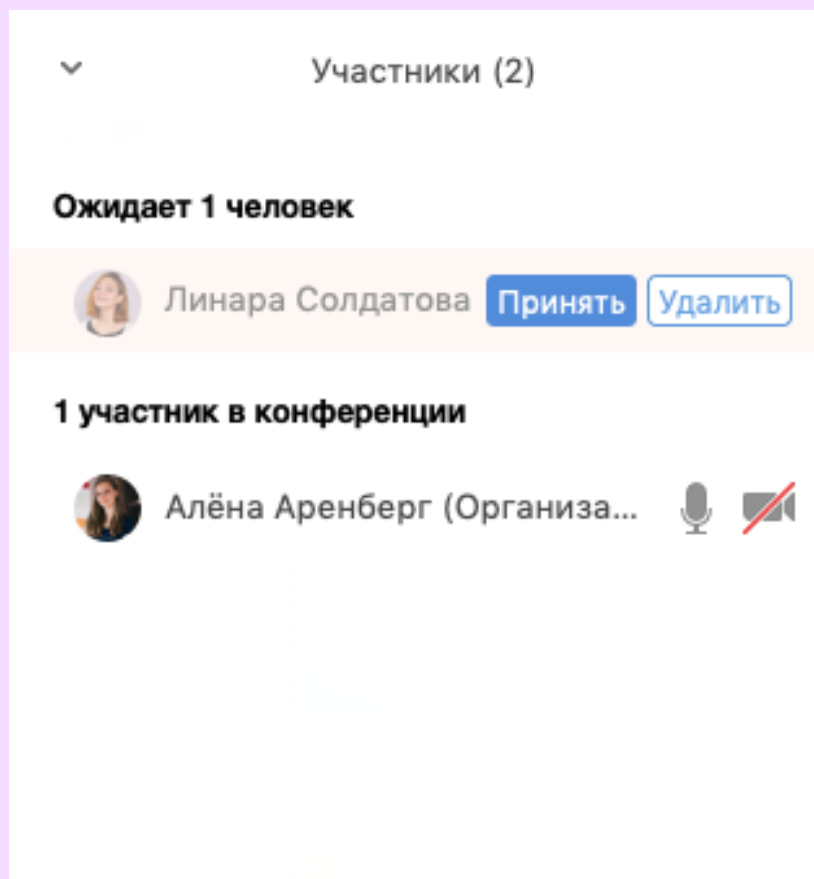 Участники (2)
Ожидает 1 человек
Линара Солдатова Принять Удалить
1 участник в конференции
Алёна Аренберг (Организа...